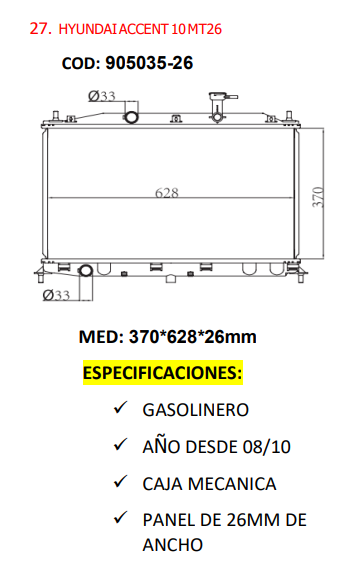 27. HYUNDAI ACCENT 10 MT26
COD: 905035-26
Ø33
628
370
Ø33
MED: 370*628*26mm
ESPECIFICACIONES:
✓ GASOLINERO
✓ AÑO DESDE 08/10
✓ CAJA MECANICA
✓ PANEL DE 26MM DE
ANCHO